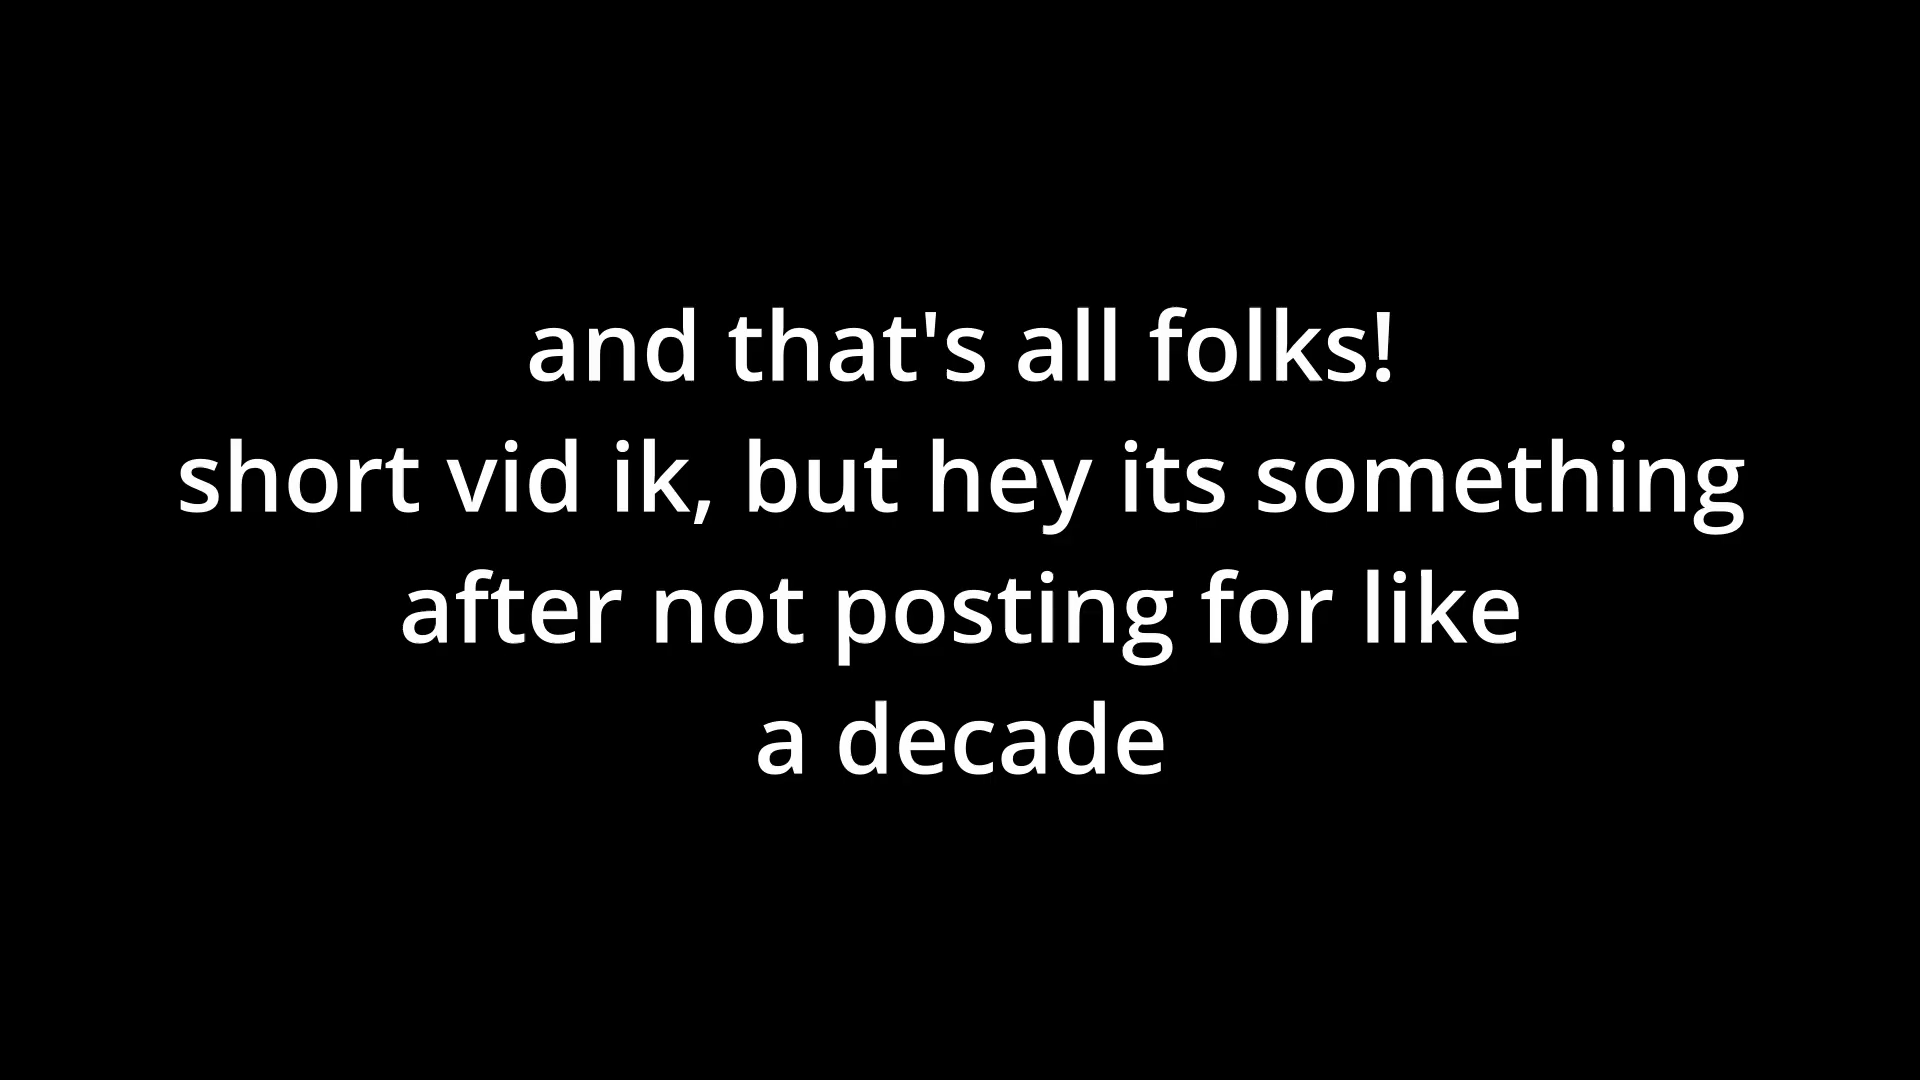 and that's all folks!
short vid ik, but hey its something
after not posting for like
a decade